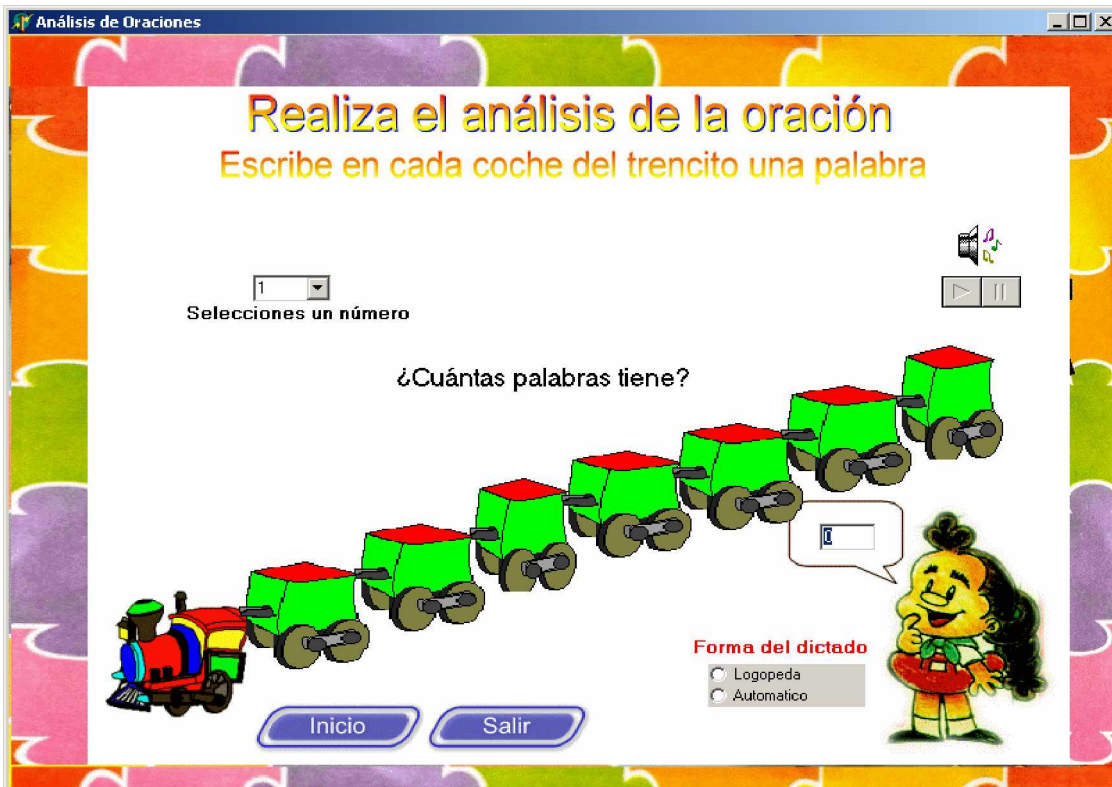 Análisis de Oraciones
Realiza el análisis de la oración
Escribe en cada coche del trencito una palabra
1
Selecciones un número
¿Cuántas palabras tiene?
0
Forma del dictado
Logopeda
Automatico
Inicio
Salir